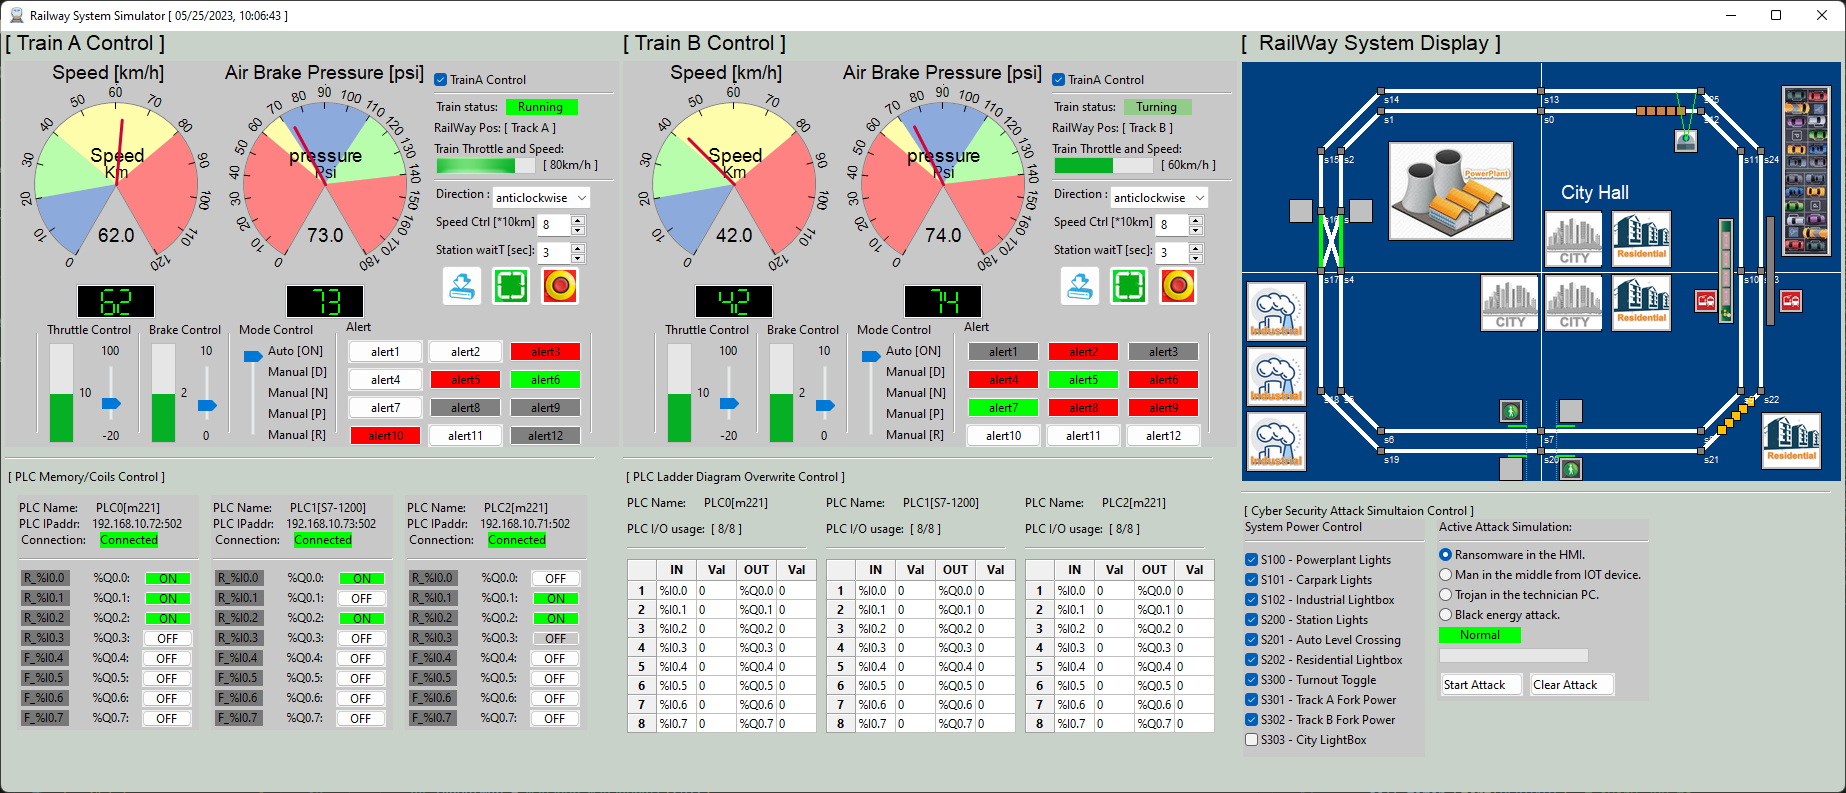 Railway System Simulator [ 05/25/2023, 10:06:43 ]
[ Train A Control ]
Speed [km/h]
Air Brake Pressure [psi]
0 10 20 30 40 50 60 70 80 90 100 110 120
Speed
Km
62.0
0 10 20 30 40 50 60 70 80 90 100 110 120 130 140 150 160 170 180
pressure
Psi
73.0
TrainA Control
Train status: Running
RailWay Pos: [ Track A ]
Train Throttle and Speed:
[ 80km/h ]
Direction : anticlockwise
Speed Ctrl [*10km] 8
Station waitT [sec]: 3
62
73
Throttle Control
100
10
-20
Brake Control
10
2
0
Mode Control
Auto [ON]
Manual [D]
Manual [N]
Manual [P]
Manual [R]
Alert
alert1 alert2 alert3
alert4 alert5 alert6
alert7 alert8 alert9
alert10 alert11 alert12
[ Train B Control ]
Speed [km/h]
Air Brake Pressure [psi]
0 10 20 30 40 50 60 70 80 90 100 110 120
Speed
Km
42.0
0 10 20 30 40 50 60 70 80 90 100 110 120 130 140 150 160 170 180
pressure
Psi
74.0
TrainA Control
Train status: Turning
RailWay Pos: [ Track B ]
Train Throttle and Speed:
[ 60km/h ]
Direction : anticlockwise
Speed Ctrl [*10km] 8
Station waitT [sec]: 3
42
74
Throttle Control
100
10
-20
Brake Control
10
2
0
Mode Control
Auto [ON]
Manual [D]
Manual [N]
Manual [P]
Manual [R]
Alert
alert1 alert2 alert3
alert4 alert5 alert6
alert7 alert8 alert9
alert10 alert11 alert12
[ RailWay System Display ]
s14 s13
s1 s0 s12
s15 s2 s11 s24
PowerPlant
City Hall
CITY Residential
s17 s4 s10
CITY CITY Residential
Industrial
Industrial
Industrial
s22
s6 s7
s19 s20 s21
Residential
[ PLC Memory/Coils Control ]
PLC Name: PLC0[m221]
PLC IPaddr: 192.168.10.72:502
Connection: Connected
R_%I0.0 %Q0.0: ON
R_%I0.1 %Q0.1: ON
R_%I0.2 %Q0.2: ON
R_%I0.3 %Q0.3: OFF
F_%I0.4 %Q0.4: OFF
F_%I0.5 %Q0.5: OFF
F_%I0.6 %Q0.6: OFF
F_%I0.7 %Q0.7: OFF
PLC Name: PLC1[S7-1200]
PLC IPaddr: 192.168.10.73:502
Connection: Connected
R_%I0.0 %Q0.0: ON
R_%I0.1 %Q0.1: OFF
R_%I0.2 %Q0.2: ON
R_%I0.3 %Q0.3: OFF
F_%I0.4 %Q0.4: OFF
F_%I0.5 %Q0.5: OFF
F_%I0.6 %Q0.6: OFF
F_%I0.7 %Q0.7: OFF
PLC Name: PLC2[m221]
PLC IPaddr: 192.168.10.71:502
Connection: Connected
R_%I0.0 %Q0.0: OFF
R_%I0.1 %Q0.1: ON
R_%I0.2 %Q0.2: ON
R_%I0.3 %Q0.3: OFF
F_%I0.4 %Q0.4: OFF
F_%I0.5 %Q0.5: OFF
F_%I0.6 %Q0.6: OFF
F_%I0.7 %Q0.7: OFF
[ PLC Ladder Diagram Overwrite Control ]
PLC Name: PLC0[m221]
PLC I/O usage: [ 8/8 ]
IN Val OUT Val
1 %I0.0 0 %Q0.0 0
2 %I0.1 0 %Q0.1 0
3 %I0.2 0 %Q0.2 0
4 %I0.3 0 %Q0.3 0
5 %I0.4 0 %Q0.4 0
6 %I0.5 0 %Q0.5 0
7 %I0.6 0 %Q0.6 0
8 %I0.7 0 %Q0.7 0
PLC Name: PLC1[S7-1200]
PLC I/O usage: [ 8/8 ]
IN Val OUT Val
1 %I0.0 0 %Q0.0 0
2 %I0.1 0 %Q0.1 0
3 %I0.2 0 %Q0.2 0
4 %I0.3 0 %Q0.3 0
5 %I0.4 0 %Q0.4 0
6 %I0.5 0 %Q0.5 0
7 %I0.6 0 %Q0.6 0
8 %I0.7 0 %Q0.7 0
PLC Name: PLC2[m221]
PLC I/O usage: [ 8/8 ]
IN Val OUT Val
1 %I0.0 0 %Q0.0 0
2 %I0.1 0 %Q0.1 0
3 %I0.2 0 %Q0.2 0
4 %I0.3 0 %Q0.3 0
5 %I0.4 0 %Q0.4 0
6 %I0.5 0 %Q0.5 0
7 %I0.6 0 %Q0.6 0
8 %I0.7 0 %Q0.7 0
[ Cyber Security Attack Simultaion Control ]
System Power Control
S100 - Powerplant Lights
S101 - Carpark Lights
S102 - Industrial Lightbox
S200 - Station Lights
S201 - Auto Level Crossing
S202 - Residential Lightbox
S300 - Turnout Toggle
S301 - Track A Fork Power
S302 - Track B Fork Power
S303 - City LightBox
Active Attack Simulation:
Ransomware in the HMI.
Man in the middle from IOT device.
Trojan in the technician PC.
Black energy attack.
Normal
Start Attack Clear Attack